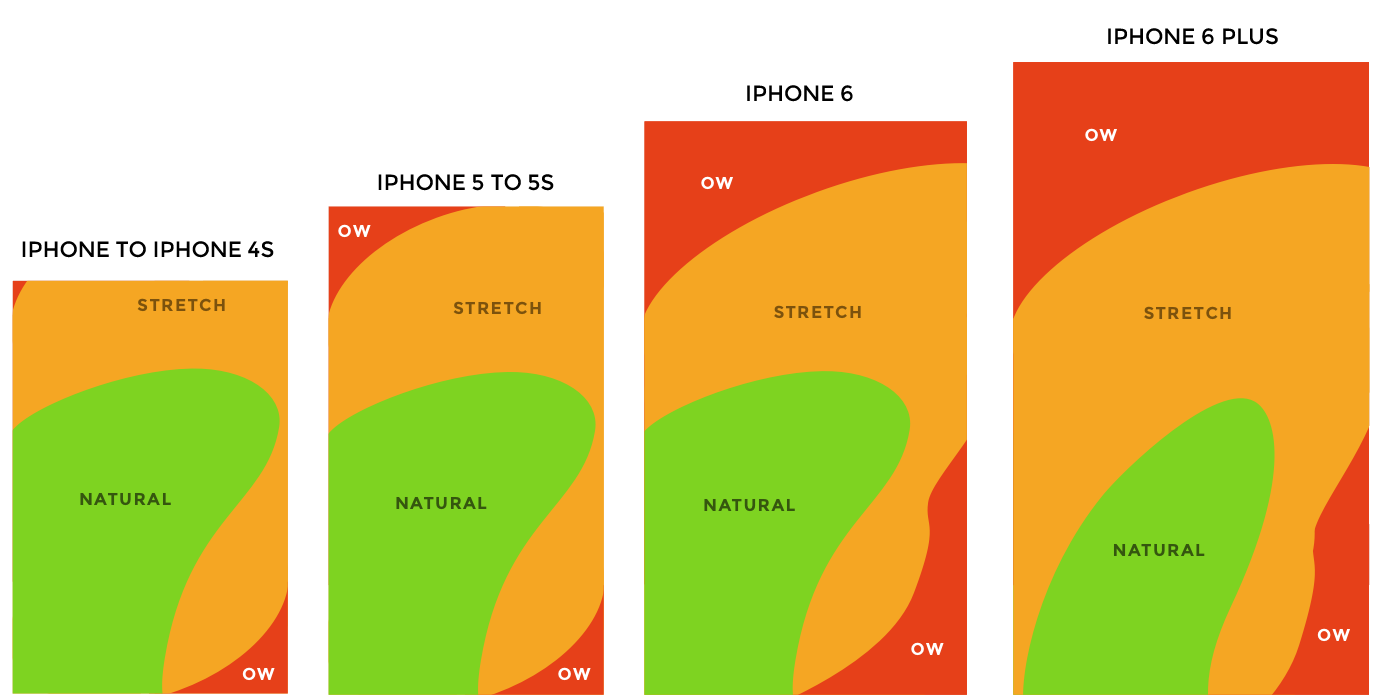 IPHONE TO IPHONE 4S
STRETCH
NATURAL
OW
IPHONE 5 TO 5S
OW
STRETCH
NATURAL
OW
IPHONE 6
OW
STRETCH
NATURAL
OW
IPHONE 6 PLUS
OW
STRETCH
NATURAL
OW